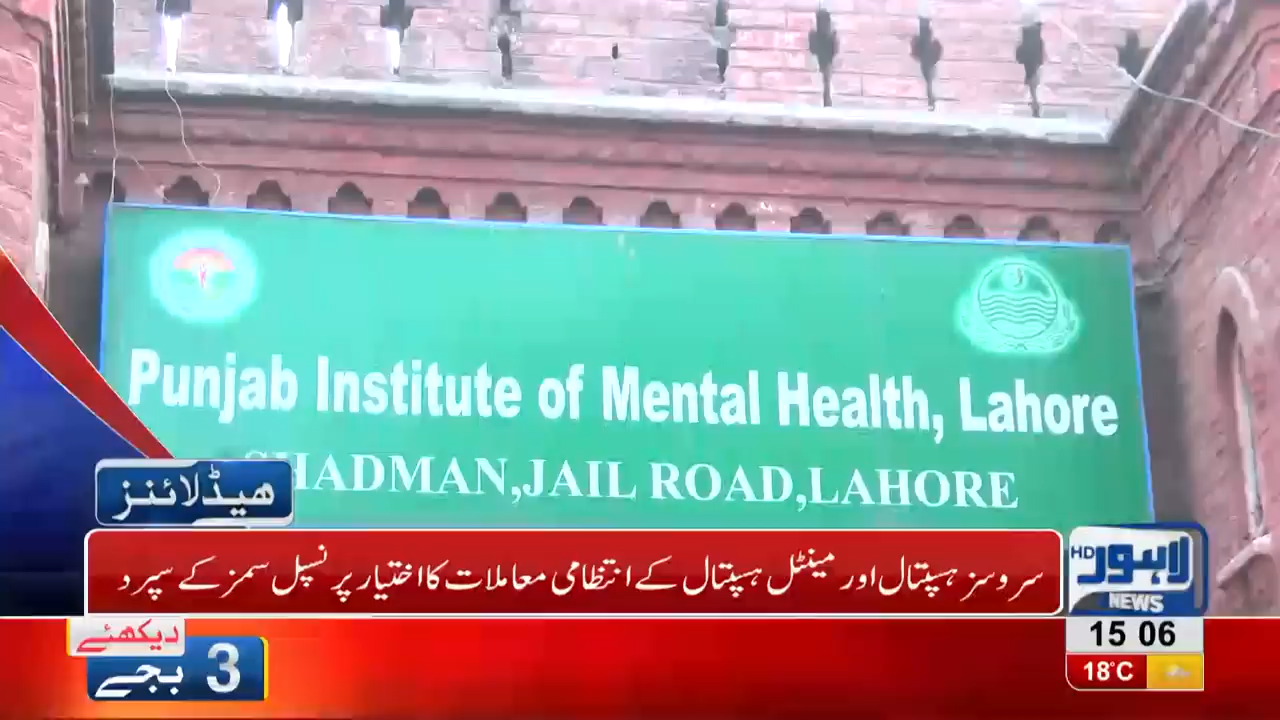 Punjab Institute of Mental Health, Lahore
SHADMAN,JAIL ROAD,LAHORE
ھیڈلائنز
سروسز ہسپتال اور مینٹل ہسپتال کے انتظامی معاملات کا اختیار پرنسپل سمز کے سپرد
لاہور HD
NEWS
15 06
18°C
دیکھئے
3 بجے